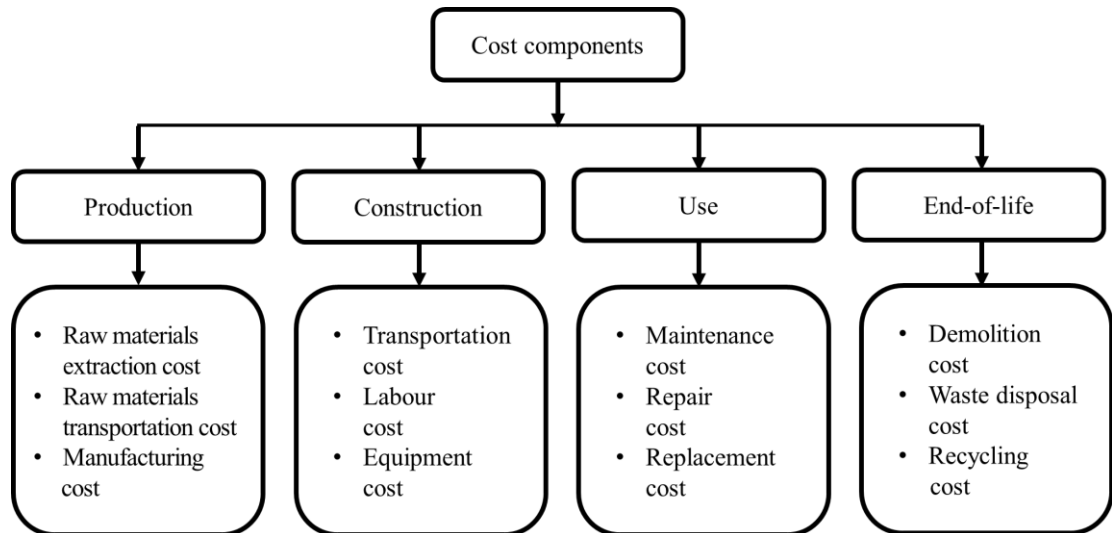 Cost components
Production
Construction
Use
End-of-life
• Raw materials
extraction cost
• Raw materials
transportation cost
• Manufacturing
cost
• Transportation
cost
• Labour
cost
• Equipment
cost
• Maintenance
cost
• Repair
cost
• Replacement
cost
• Demolition
cost
• Waste disposal
cost
• Recycling
cost